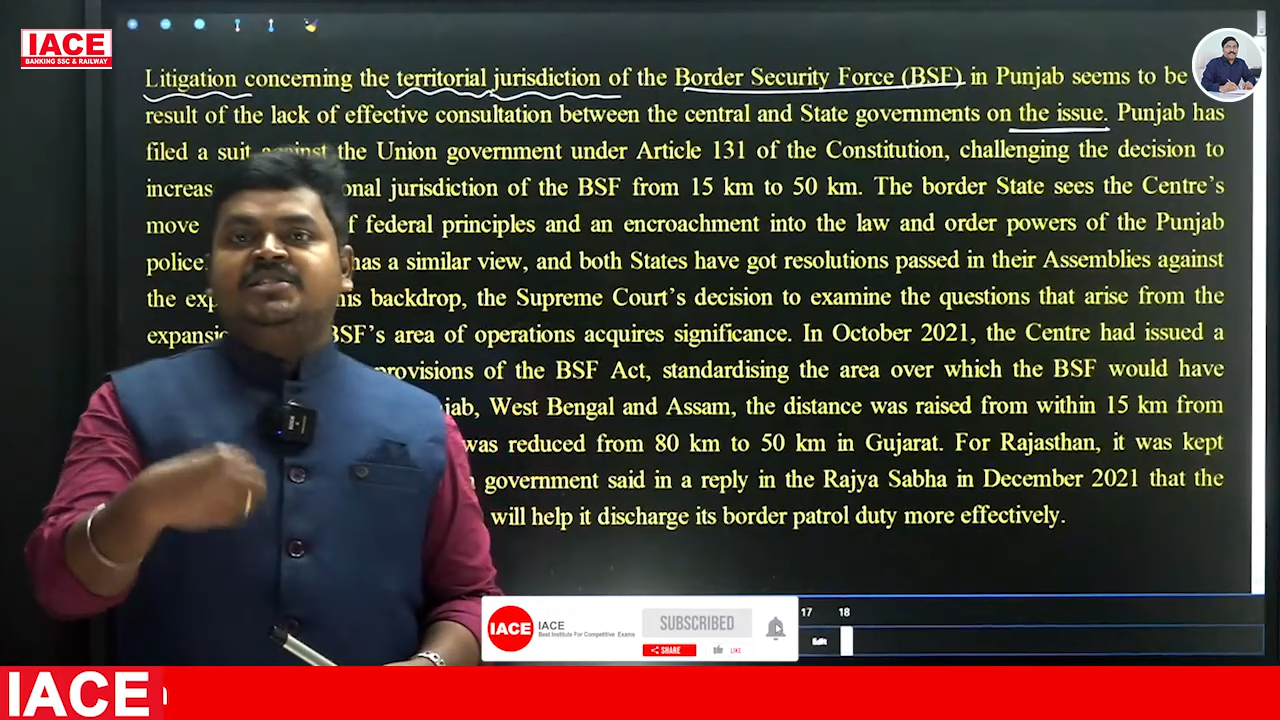 IACE
BANKING SSC & RAILWAY
Litigation concerning the territorial jurisdiction of the Border Security Force (BSF) in Punjab seems to be
result of the lack of effective consultation between the central and State governments on the issue. Punjab has
filed a suit against the Union government under Article 131 of the Constitution, challenging the decision to
increas onal jurisdiction of the BSF from 15 km to 50 km. The border State sees the Centre's
move f federal principles and an encroachment into the law and order powers of the Punjab
police. has a similar view, and both States have got resolutions passed in their Assemblies against
the exp his backdrop, the Supreme Court's decision to examine the questions that arise from the
expansio BSF's area of operations acquires significance. In October 2021, the Centre had issued a
provisions of the BSF Act, standardising the area over which the BSF would have
jab, West Bengal and Assam, the distance was raised from within 15 km from
was reduced from 80 km to 50 km in Gujarat. For Rajasthan, it was kept
government said in a reply in the Rajya Sabha in December 2021 that the
will help it discharge its border patrol duty more effectively.
IACE
IACE
Best Institute For Competitive Exams
SUBSCRIBED
SHARE
LIKE
17 18
Edit
IACE